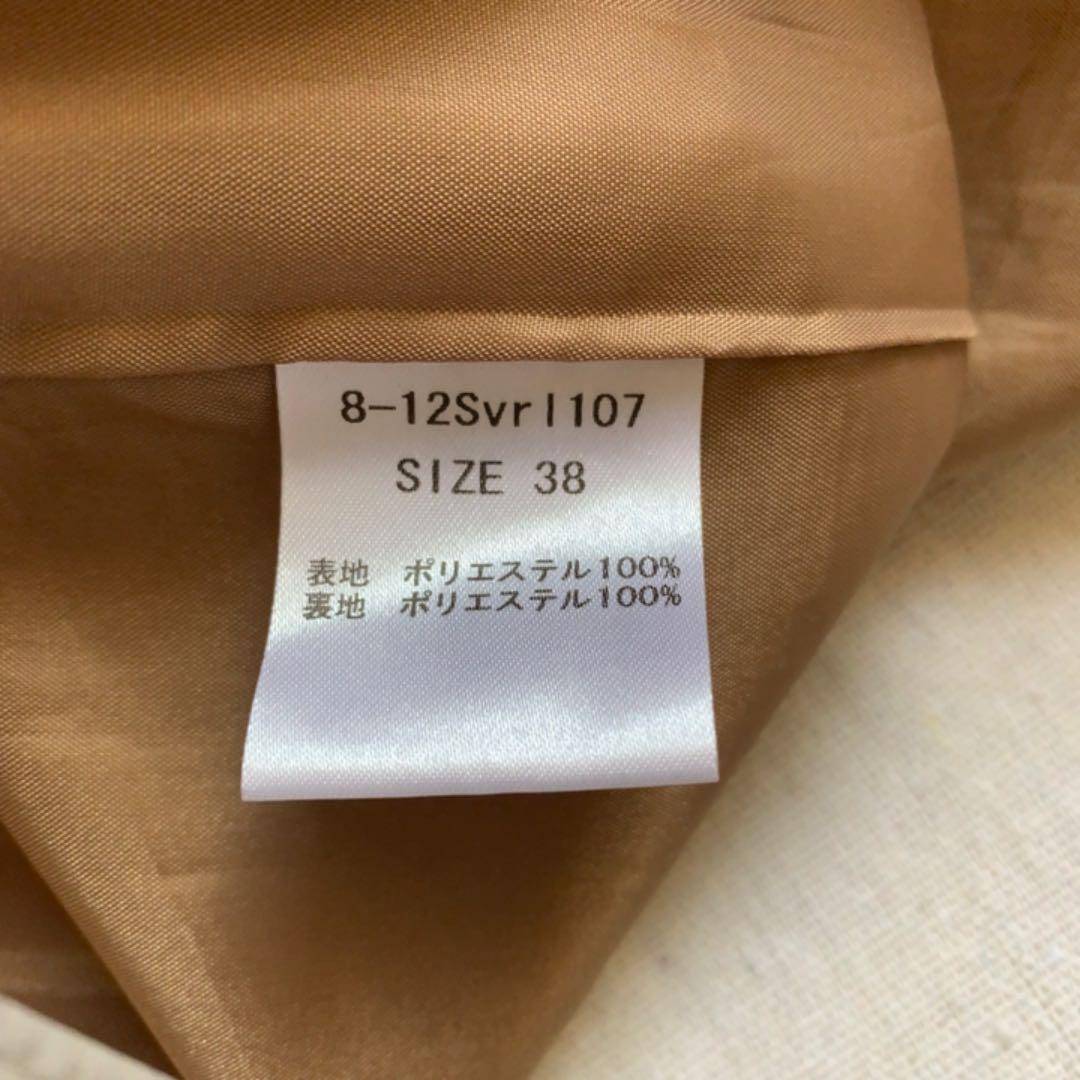 8-12Svrl107
SIZE 38
表地　ポリエステル100%
裏地　ポリエステル100%